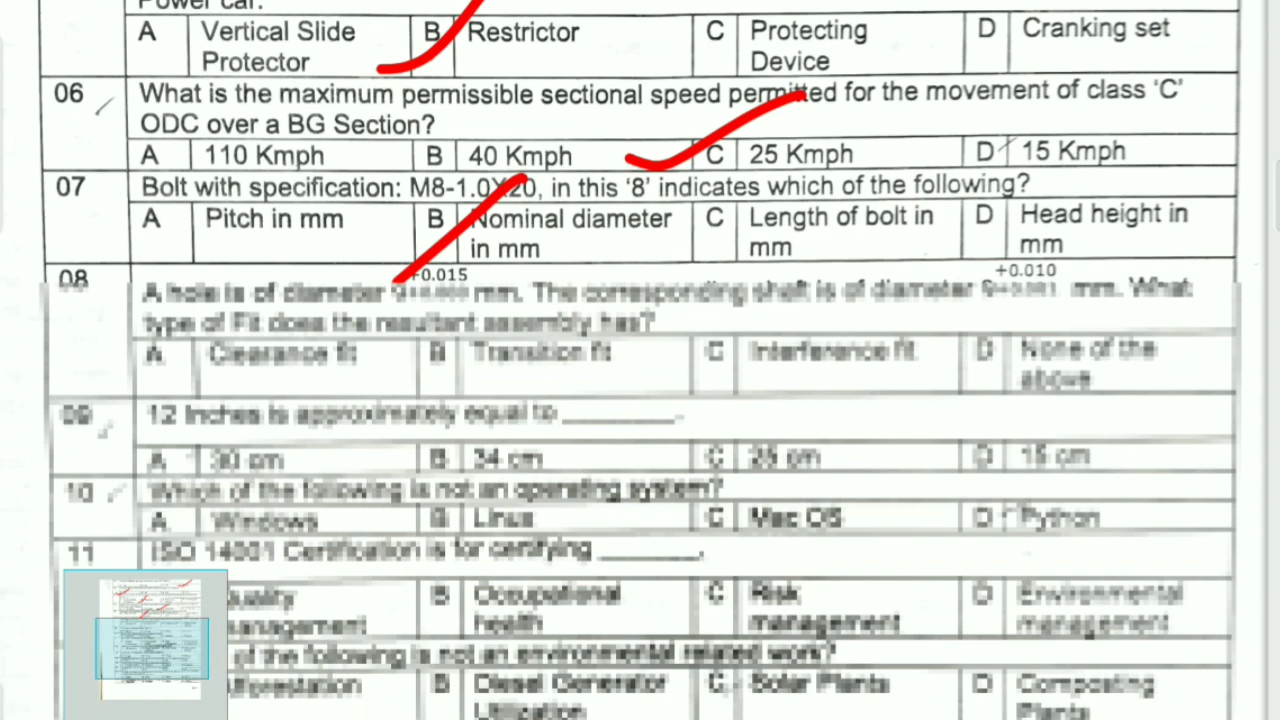 Power car.
A Vertical Slide Protector B Restrictor C Protecting Device D Cranking set
06 What is the maximum permissible sectional speed permitted for the movement of class ‘C’
ODC over a BG Section?
A 110 Kmph B 40 Kmph C 25 Kmph D 15 Kmph
07 Bolt with specification: M8-1.0X20, in this ‘8’ indicates which of the following?
A Pitch in mm B Nominal diameter in mm C Length of bolt in mm D Head height in mm
08 +0.015 +0.010
A hole is of diameter 9 mm. The corresponding shaft is of diameter 9 mm. What
type of Fit does the resultant assembly has?
A Clearance fit B Transition fit C Interference fit D None of the above
09 12 Inches is approximately equal to ________.
A 30 cm B 34 cm C 25 cm D 15 cm
10 Which of the following is not an operating system?
A Windows B Linux C Mac OS D Python
11 ISO 14001 Certification is for certifying _______.
uality anagement B Occupational health C Risk management D Environmental management
of the following is not an environmental related work?
fforestation B Diesel Generator Utilization C Solar Plants D Composting Plants